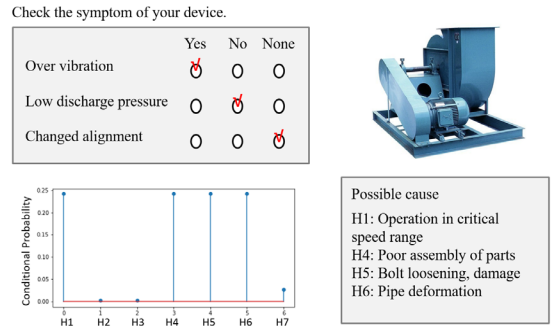 Check the symptom of your device.
Yes No None
Over vibration
Low discharge pressure
Changed alignment
Conditional Probability
0.25
0.20
0.15
0.10
0.05
0.00
0 1 2 3 4 5 6
H1 H2 H3 H4 H5 H6 H7
Possible cause
H1: Operation in critical
speed range
H4: Poor assembly of parts
H5: Bolt loosening, damage
H6: Pipe deformation